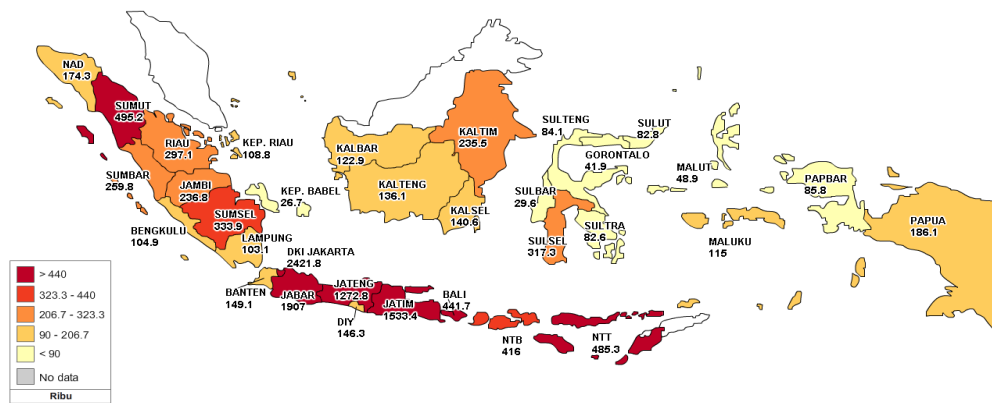 NAD
174.3
SUMUT
495.2
RIAU
297.1
KEP. RIAU
108.8
SUMBAR
259.8
JAMBI
236.8
KEP. BABEL
26.7
SUMSEL
333.9
BENGKULU
104.9
LAMPUNG
103.1
DKI JAKARTA
2421.8
BANTEN
149.1
JABAR
1907
JATENG
1272.8
DIY
146.3
JATIM
1533.4
BALI
441.7
NTB
416
NTT
485.3
KALBAR
122.9
KALTENG
136.1
KALSEL
140.6
KALTIM
235.5
SULTENG
84.1
SULUT
82.8
GORONTALO
41.9
SULBAR
29.6
SULSEL
317.3
SULTRA
82.6
MALUT
48.9
MALUKU
115
PAPBAR
85.8
PAPUA
186.1
> 440
323.3 - 440
206.7 - 323.3
90 - 206.7
< 90
No data
Ribu